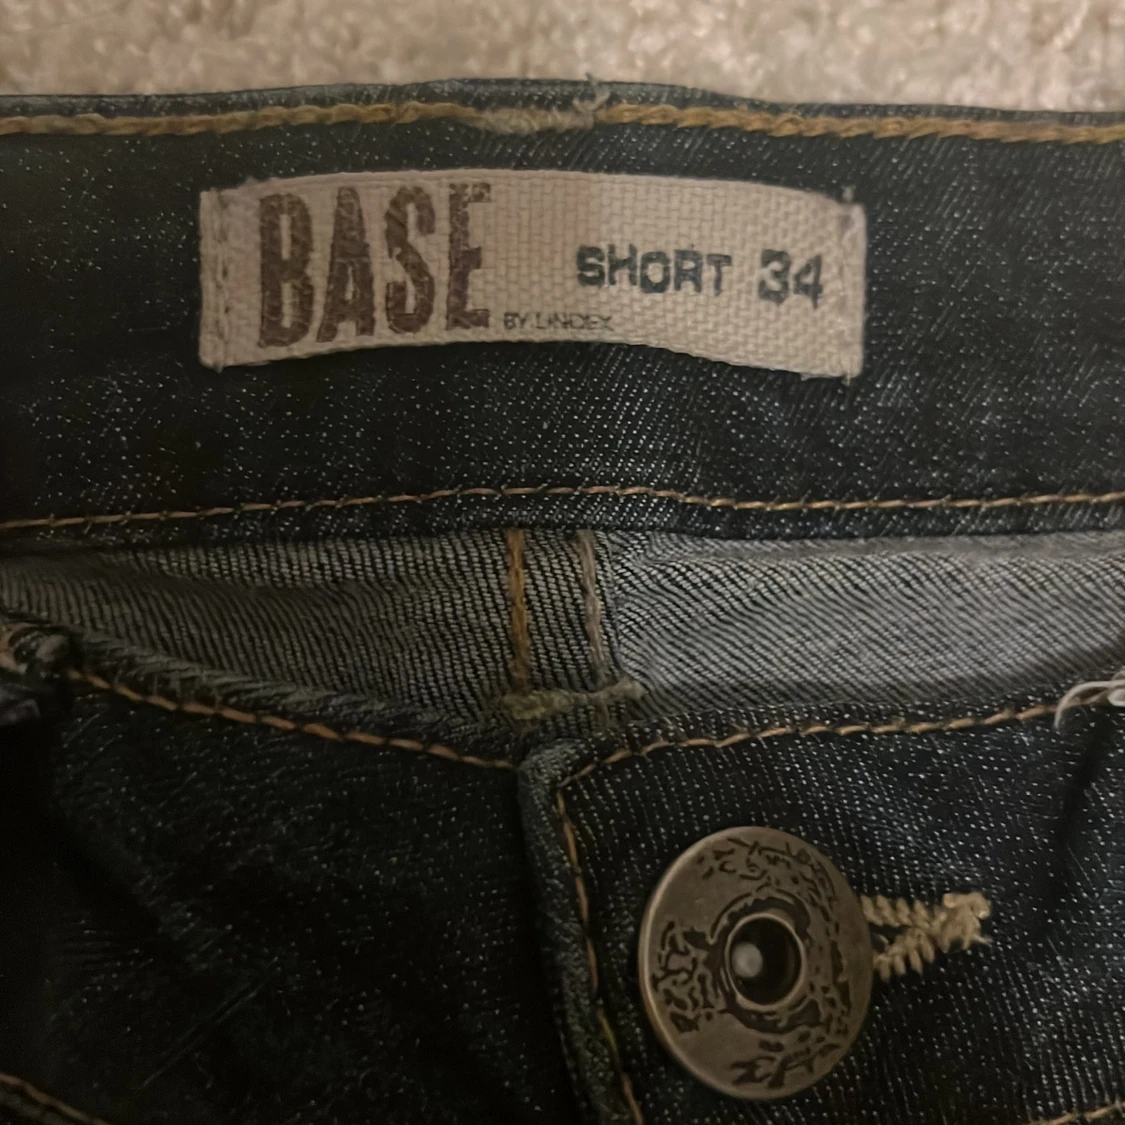 BASE
BY LINDEX
SHORT 34